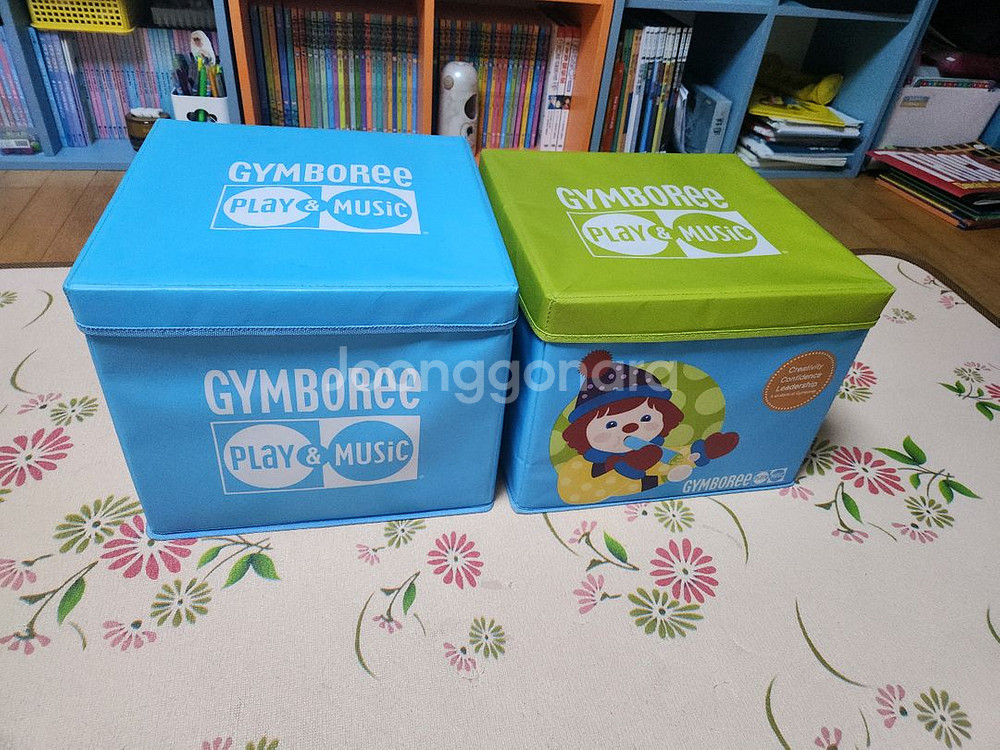 GYMBOREE
PLAY & MUSIC
GYMBOREE
PLAY & MUSIC
GYMBOREE
PLAY & MUSIC
Joonggonara
Creativity
Confidence
Leadership
GYMBOREE